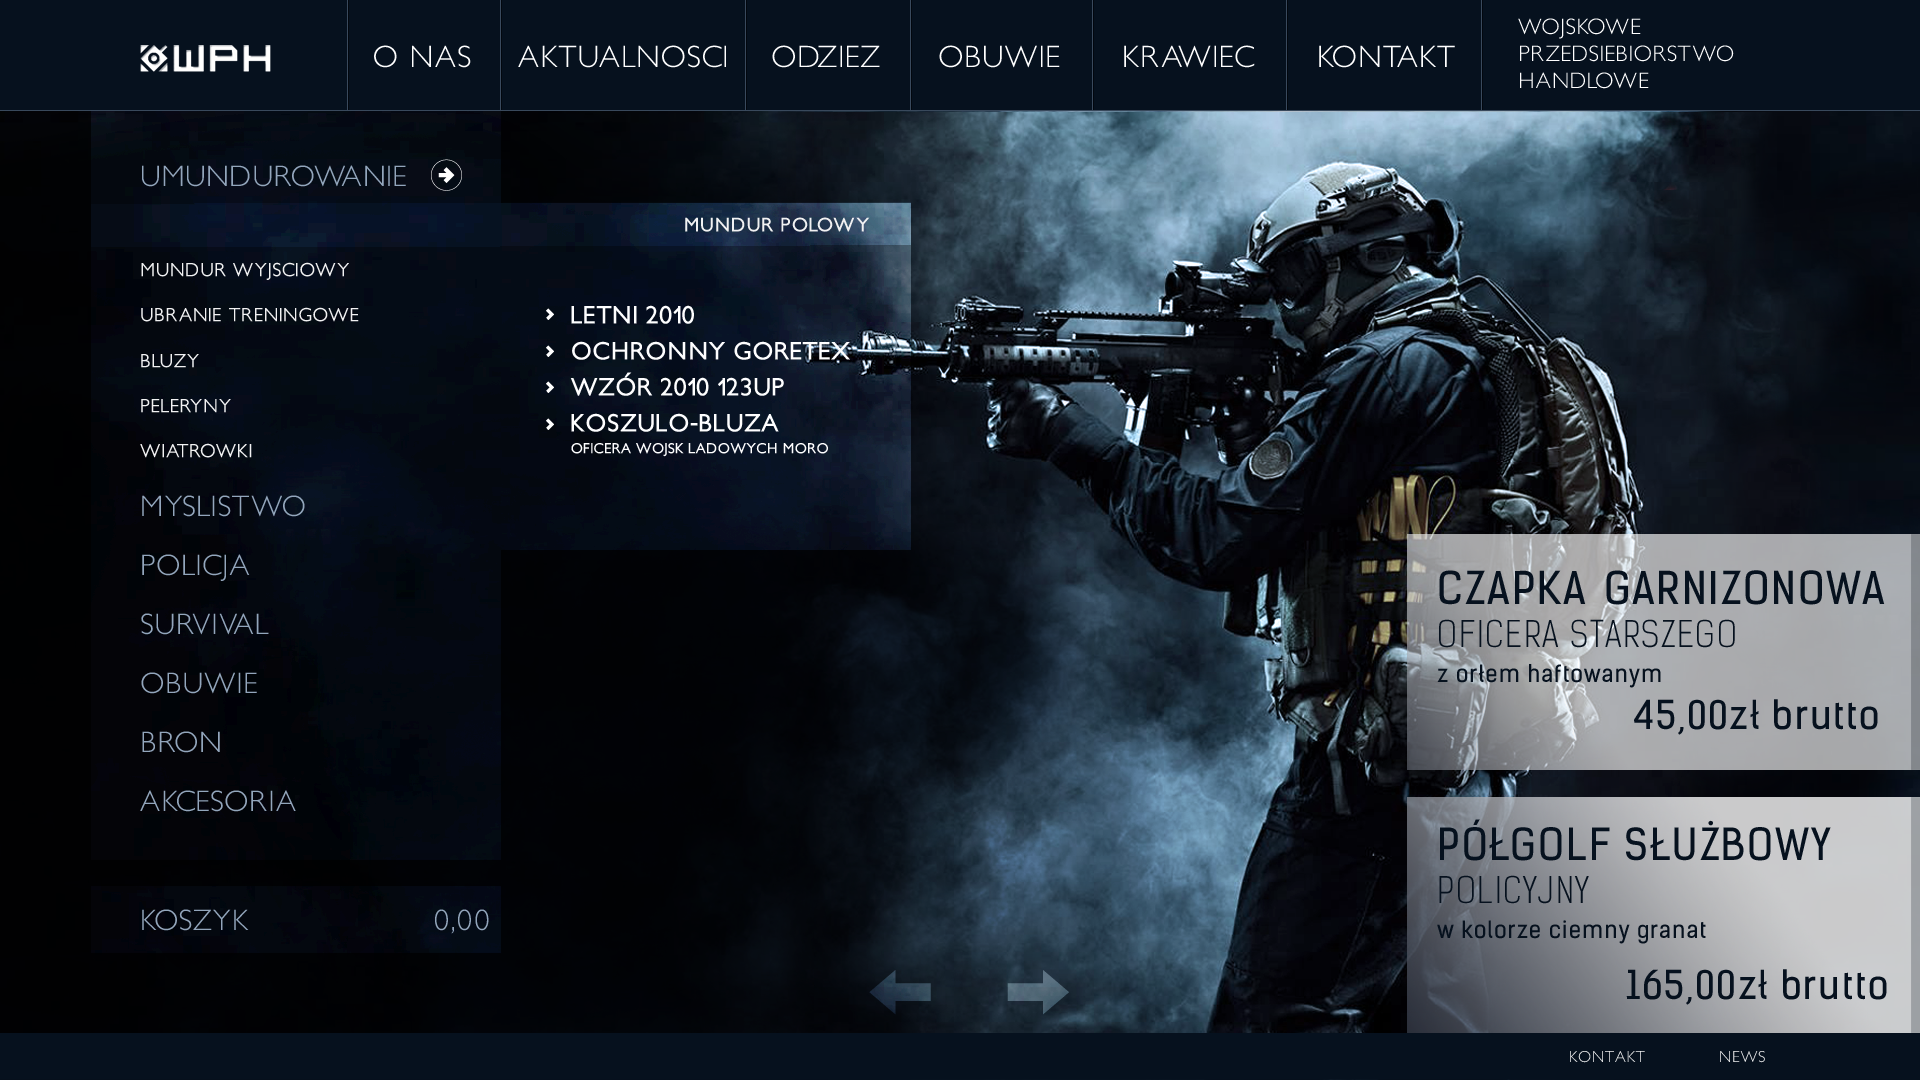 WPH
O NAS
AKTUALNOSCI
ODZIEZ
OBUWIE
KRAWIEC
KONTAKT
WOJSKOWE
PRZEDSIEBIORSTWO
HANDLOWE
UMUNDUROWANIE
MUNDUR POLOWY
MUNDUR WYJSCIOWY
UBRANIE TRENINGOWE
BLUZY
PELERYNY
WIATROWKI
LETNI 2010
OCHRONNY GORETEX
WZÓR 2010 123UP
KOSZULO-BLUZA
OFICERA WOJSK LADOWYCH MORO
MYSLISTWO
POLICJA
SURVIVAL
OBUWIE
BRON
AKCESORIA
KOSZYK 0,00
CZAPKA GARNIZONOWA
OFICERA STARSZEGO
z orłem haftowanym
45,00zł brutto
PÓŁGOLF SŁUŻBOWY
POLICYJNY
w kolorze ciemny granat
165,00zł brutto
KONTAKT
NEWS